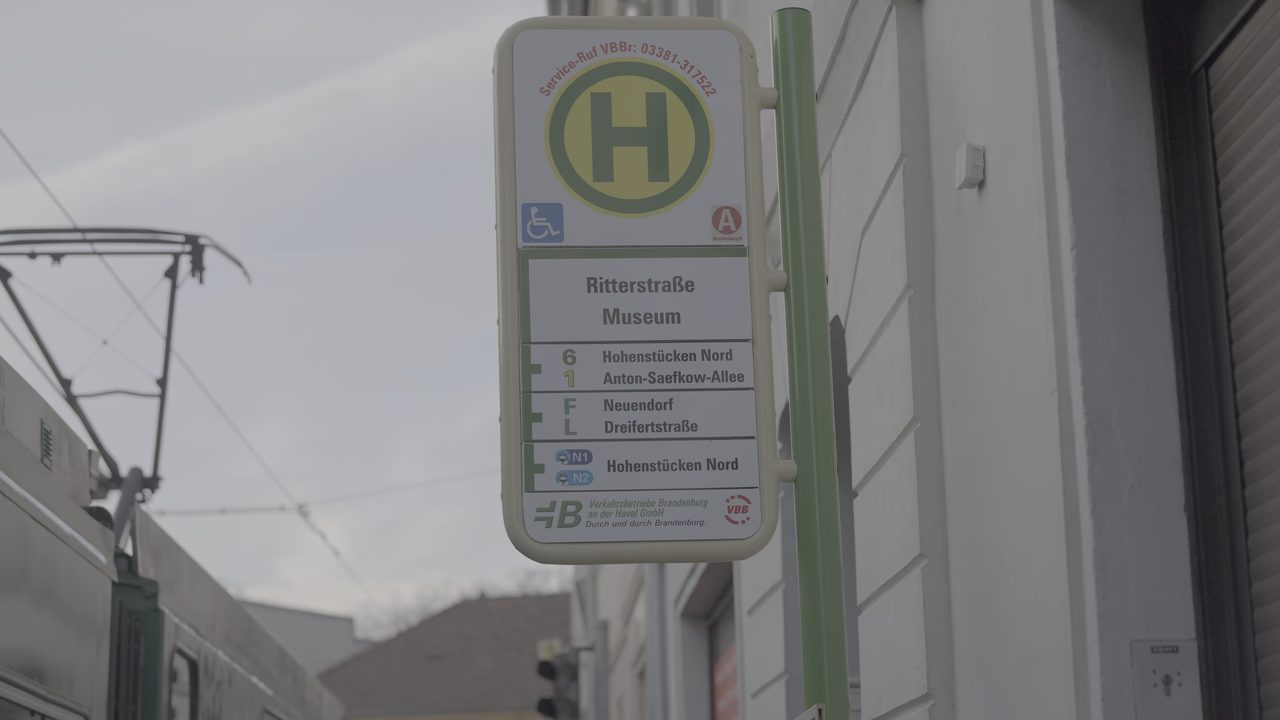 Service-Ruf VBBr: 03381-317522
H
A
Ritterstraße
Museum
6 Hohenstücken Nord
1 Anton-Saefkow-Allee
F Neuendorf
L Dreifertstraße
N1
N2
Hohenstücken Nord
B
Verkehrsbetriebe Brandenburg
an der Havel GmbH
Durch und durch Brandenburg.
VBB